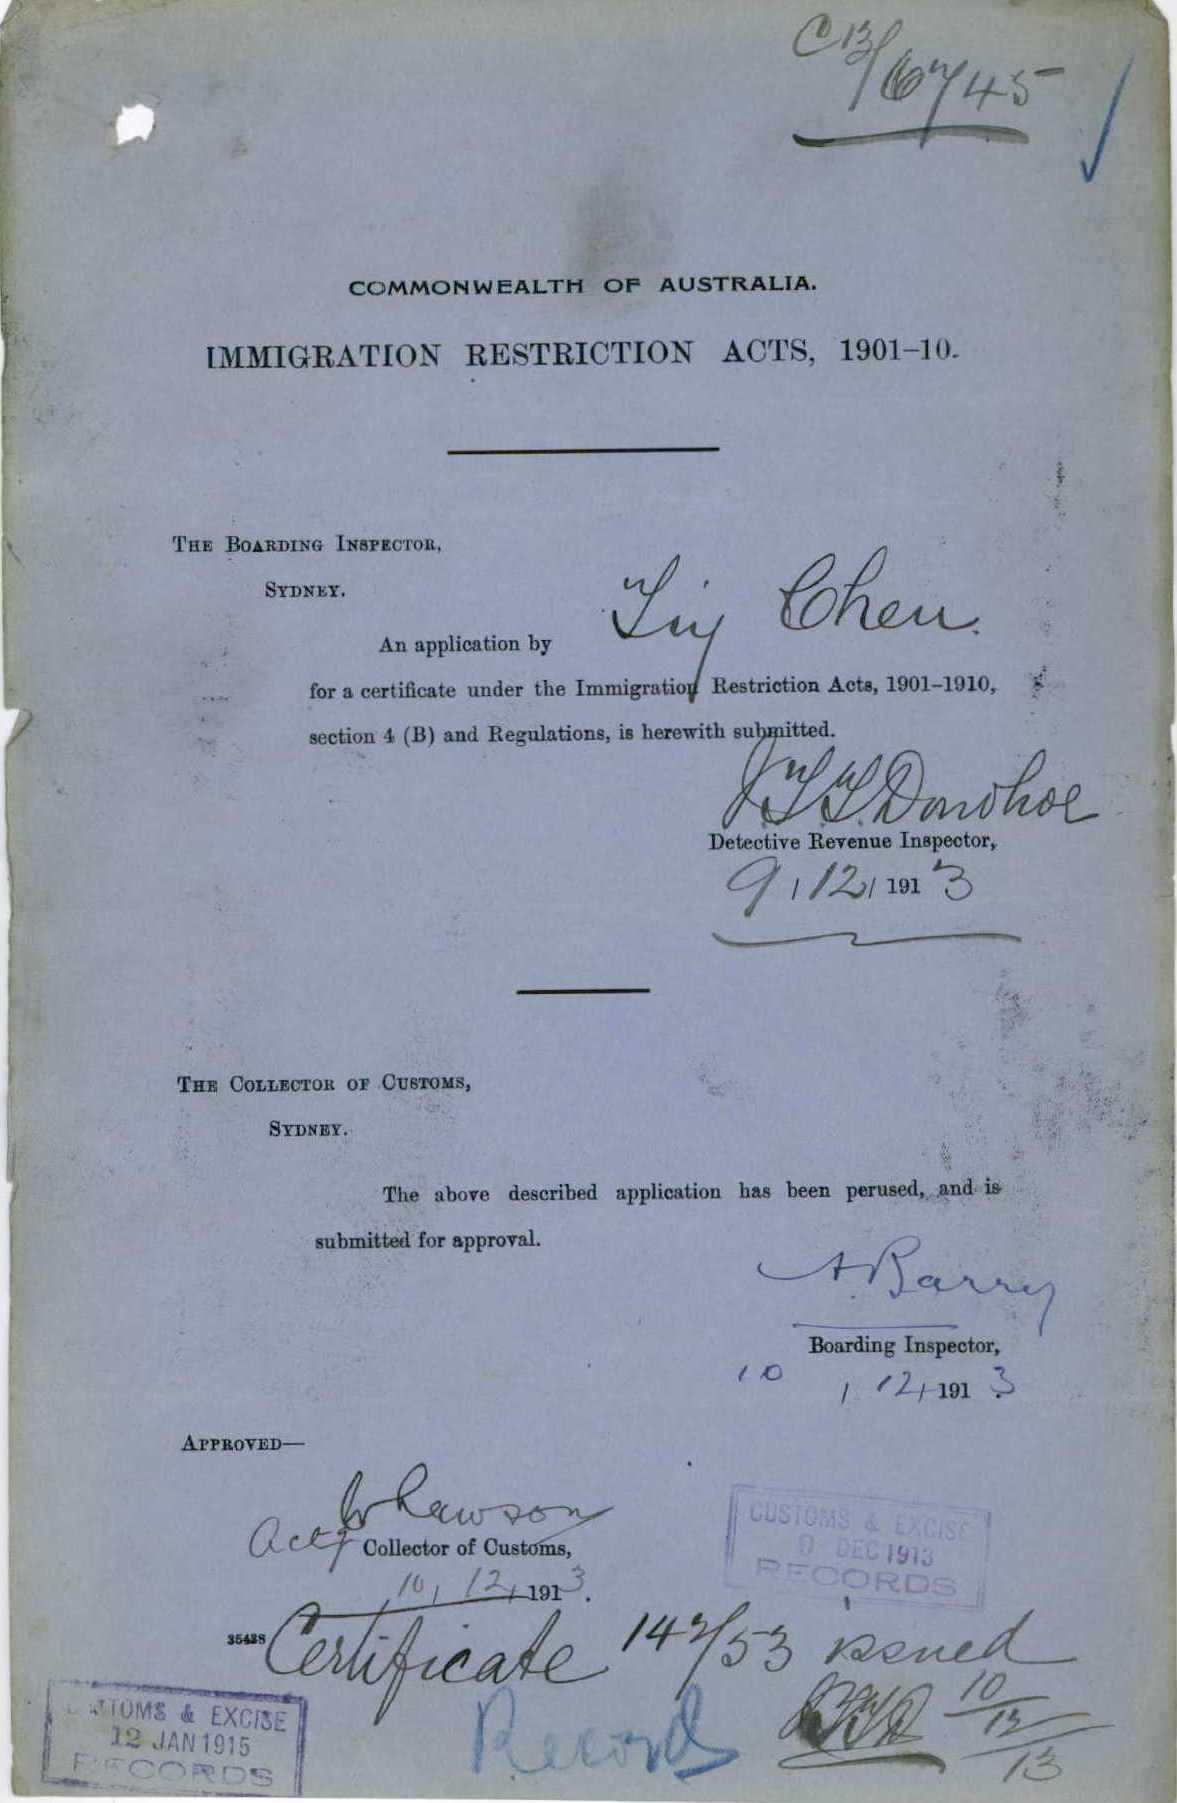 C13/6745
COMMONWEALTH OF AUSTRALIA.
IMMIGRATION RESTRICTION ACTS, 1901–10.
THE BOARDING INSPECTOR,
SYDNEY.
An application by Chen.
for a certificate under the Immigration Restriction Acts, 1901–1910,
section 4 (B) and Regulations, is herewith submitted.
Donohoe
Detective Revenue Inspector,
9 / 12 / 1913
THE COLLECTOR OF CUSTOMS,
SYDNEY.
The above described application has been perused, and is
submitted for approval.
A. Barry
Boarding Inspector,
10 / 12 / 1913
APPROVED—
Actg Collector of Customs,
10 / 12 / 1913.
CUSTOMS & EXCISE
DEC 1913
RECORDS
35438
Certificate 147/53 issued
10/12/13
CUSTOMS & EXCISE
12 JAN 1915
RECORDS
Records